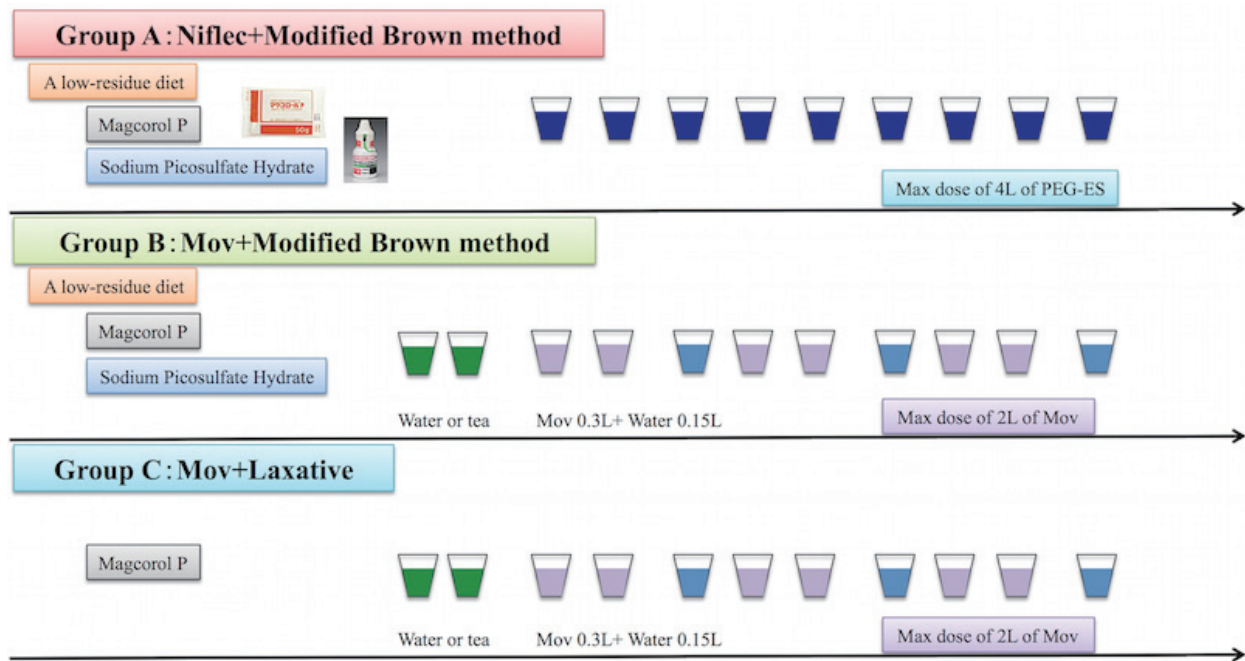 Group A:Niflec+Modified Brown method
A low-residue diet
Magcorol P
Sodium Picosulfate Hydrate
50g
Max dose of 4L of PEG-ES
Group B:Mov+Modified Brown method
A low-residue diet
Magcorol P
Sodium Picosulfate Hydrate
Water or tea
Mov 0.3L+ Water 0.15L
Max dose of 2L of Mov
Group C:Mov+Laxative
Magcorol P
Water or tea
Mov 0.3L+ Water 0.15L
Max dose of 2L of Mov